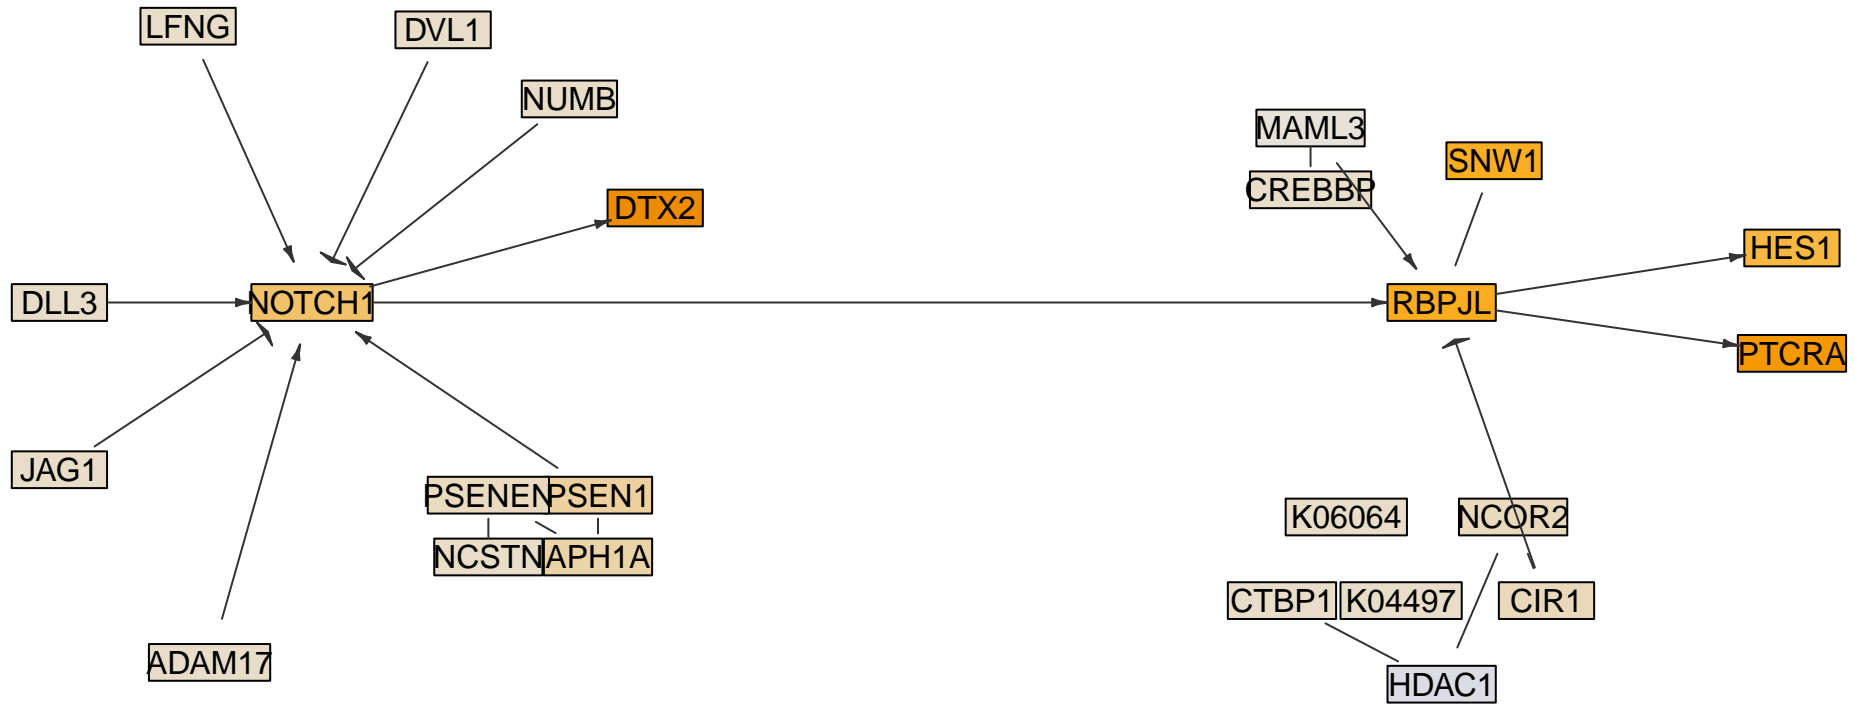 LFNG
DVL1
NUMB
MAML3
SNW1
CREBBP
DTX2
HES1
DLL3
NOTCH1
RBPJL
PTCRA
JAG1
PSENEN
PSEN1
K06064
NCOR2
NCSTN
APH1A
CTBP1
K04497
CIR1
ADAM17
HDAC1